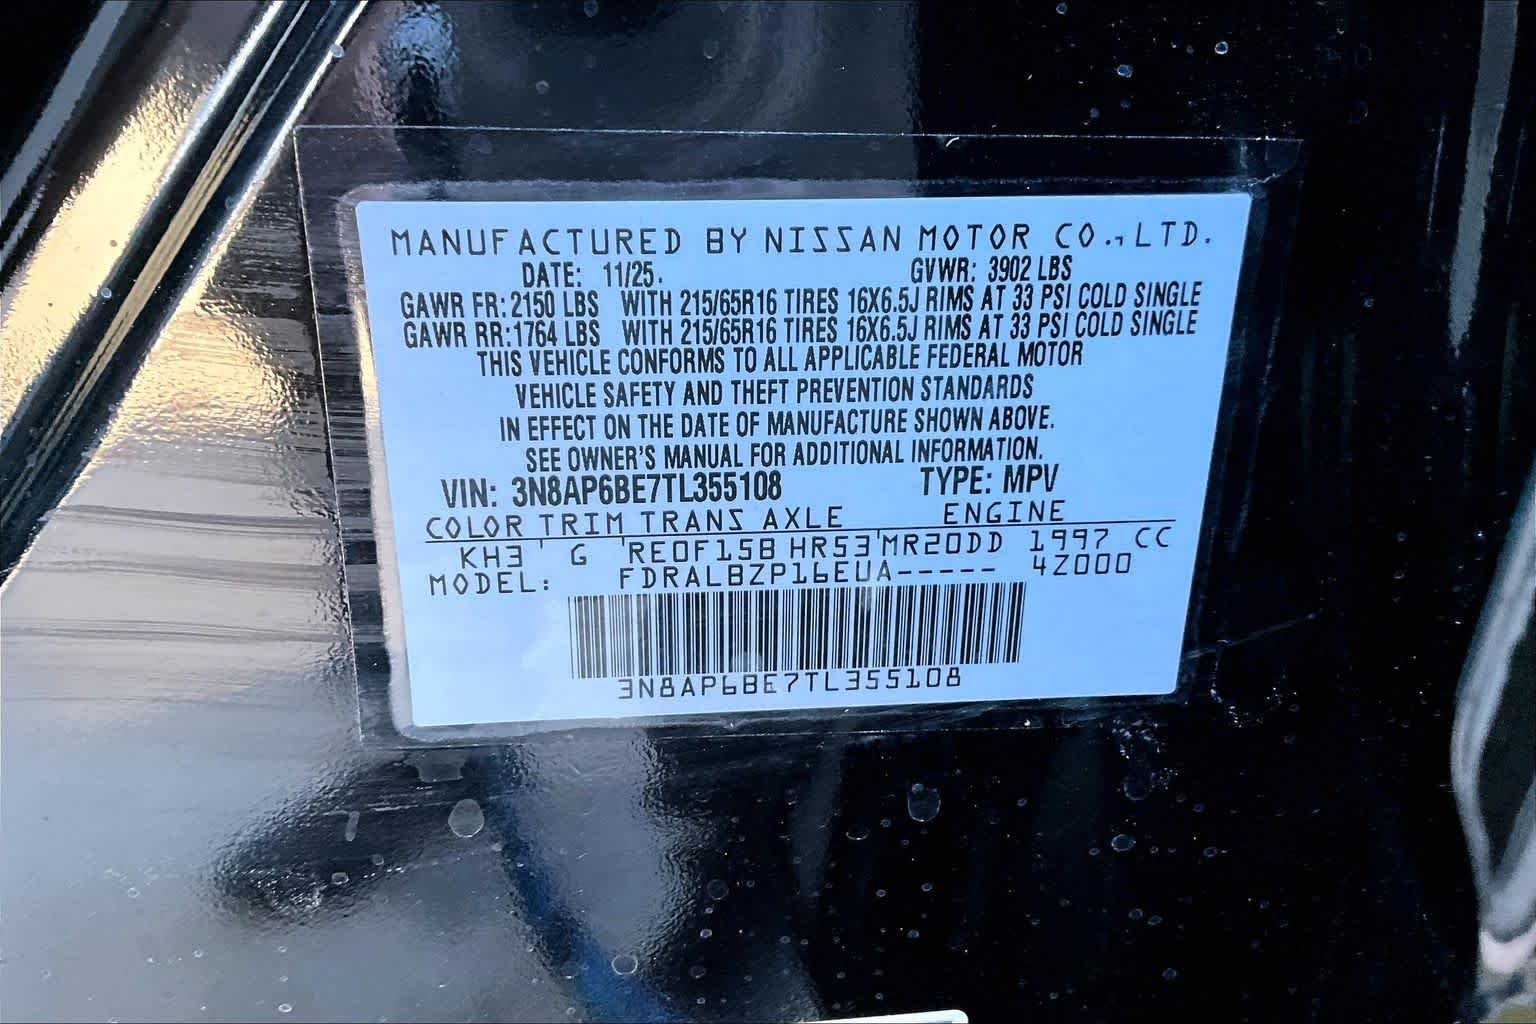 MANUFACTURED BY NISSAN MOTOR CO., LTD.
DATE: 11/25. GVWR: 3902 LBS
GAWR FR: 2150 LBS WITH 215/65R16 TIRES 16X6.5J RIMS AT 33 PSI COLD SINGLE
GAWR RR: 1764 LBS WITH 215/65R16 TIRES 16X6.5J RIMS AT 33 PSI COLD SINGLE
THIS VEHICLE CONFORMS TO ALL APPLICABLE FEDERAL MOTOR
VEHICLE SAFETY AND THEFT PREVENTION STANDARDS
IN EFFECT ON THE DATE OF MANUFACTURE SHOWN ABOVE.
SEE OWNER'S MANUAL FOR ADDITIONAL INFORMATION.
VIN: 3N8AP6BE7TL355108 TYPE: MPV
COLOR TRIM TRANS AXLE ENGINE
KH3 ' G 'RE0F15B HR53'MR20DD 1997 CC
MODEL: FDRALBZP16EUA----- 4Z000
3N8AP6BE7TL355108